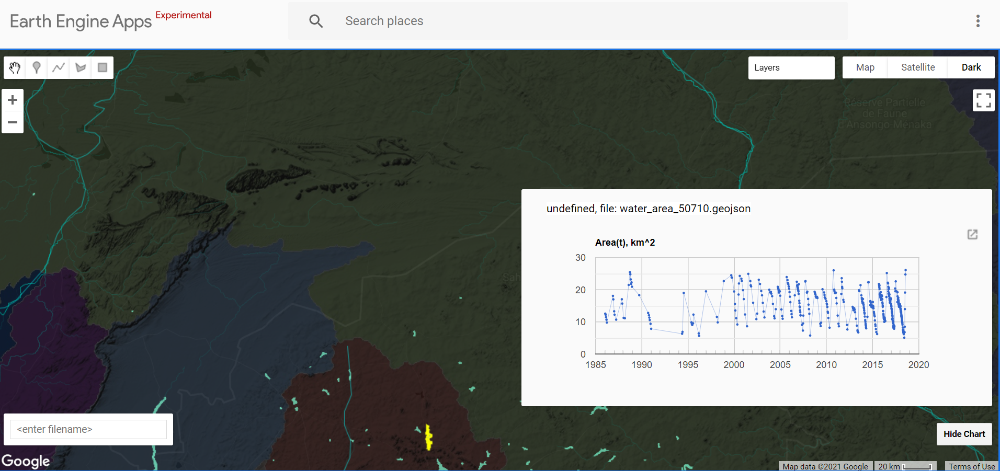 Earth Engine Apps Experimental
Search places
Layers
Map
Satellite
Dark
Réserve Partielle
de Faune
d'Ansongo-Ménaka
undefined, file: water_area_50710.geojson
Area(t), km^2
30
20
10
0
1985
1990
1995
2000
2005
2010
2015
2020
Sah
<enter filename>
Hide Chart
Google
Map data ©2021 Google
20 km
Terms of Use